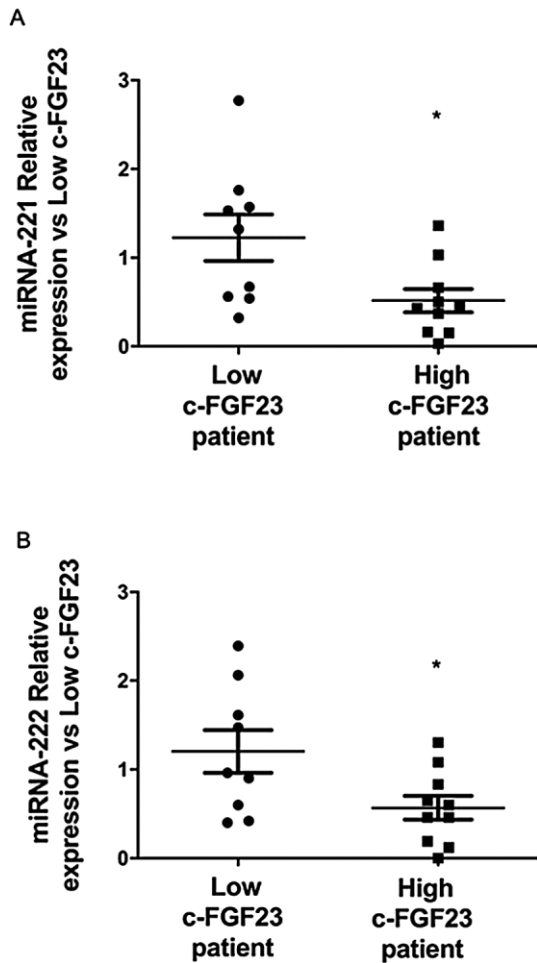 A
miRNA-221 Relative
expression vs Low c-FGF23
3
2
1
0
*
Low
c-FGF23
patient
High
c-FGF23
patient
B
miRNA-222 Relative
expression vs Low c-FGF23
3
2
1
0
*
Low
c-FGF23
patient
High
c-FGF23
patient